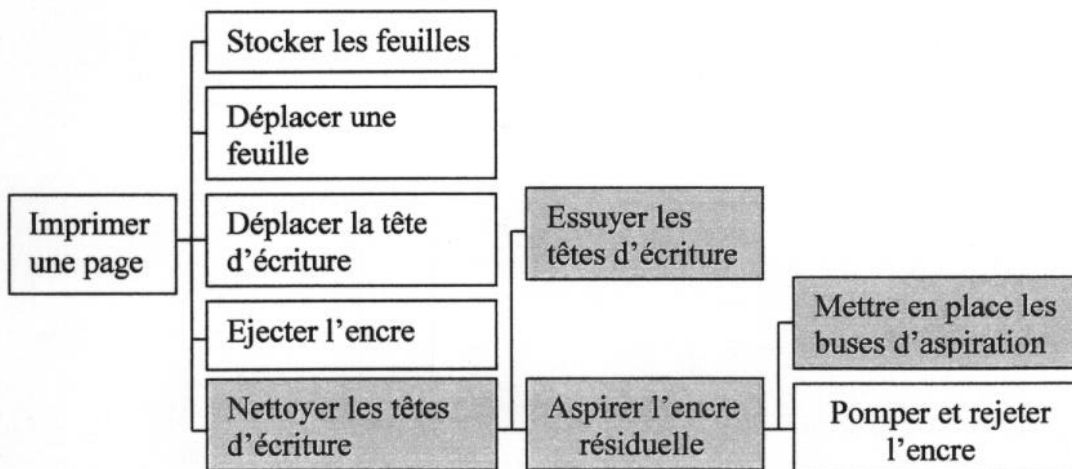 Imprimer
une page
Stocker les feuilles
Déplacer une
feuille
Déplacer la tête
d'écriture
Ejecter l'encre
Nettoyer les têtes
d'écriture
Essuyer les
têtes d'écriture
Aspirer l'encre
résiduelle
Mettre en place les
buses d'aspiration
Pomper et rejeter
l'encre